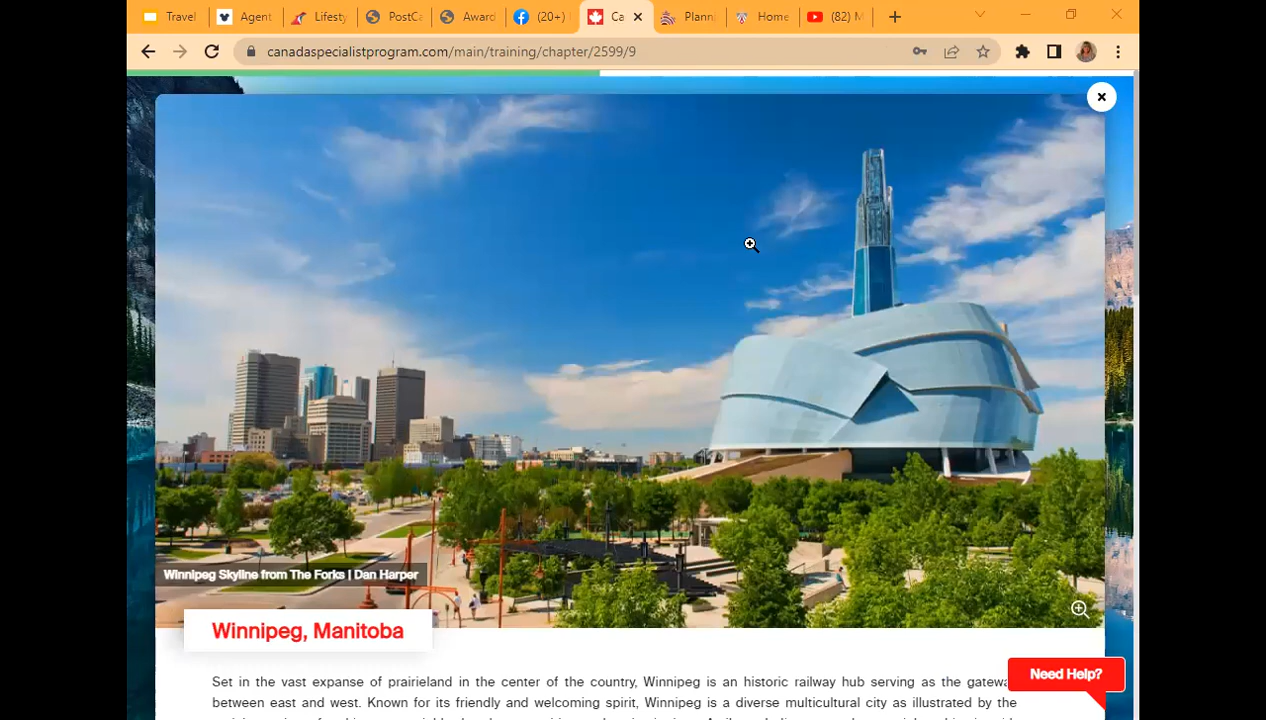 Travel
Agent
Lifesty
PostCa
Award
(20+)
Ca
Planni
Home
(82) M
canadaspecialistprogram.com/main/training/chapter/2599/9
Winnipeg Skyline from The Forks | Dan Harper
Winnipeg, Manitoba
Need Help?
Set in the vast expanse of prairieland in the center of the country, Winnipeg is an historic railway hub serving as the gateway
between east and west. Known for its friendly and welcoming spirit, Winnipeg is a diverse multicultural city as illustrated by the